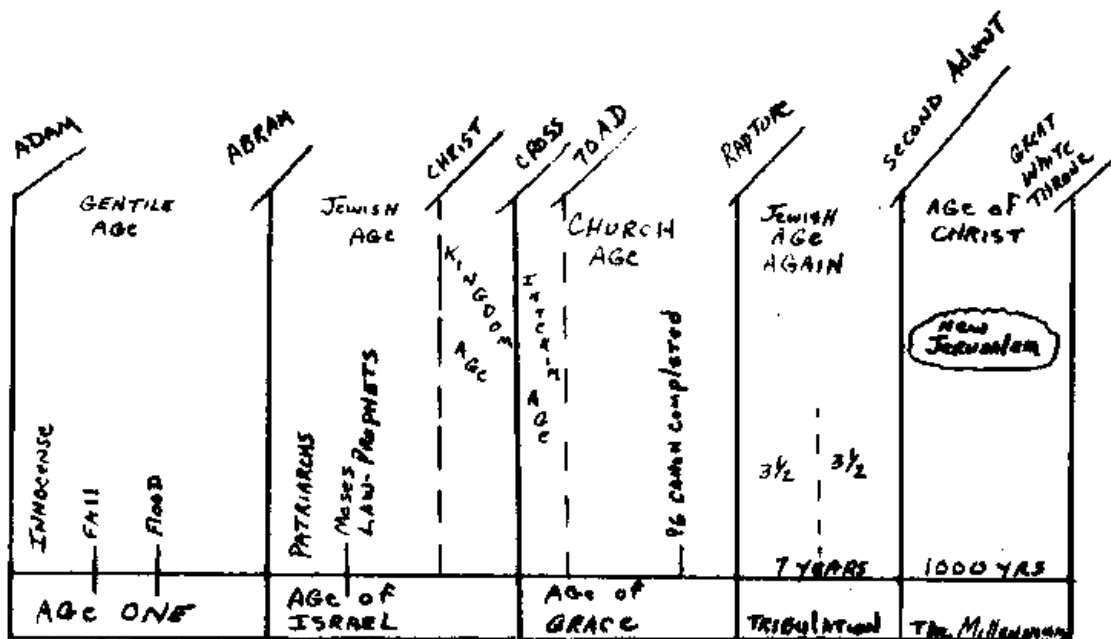 ADAM
ABRAM
CHRIST
CROSS
70 A.D
RAPTURE
SECOND ADVENT
GREAT
WHITE
THRONE
GENTILE
AGE
JEWISH
AGE
KINGDOM
AGE
INTERIM
AGE
CHURCH
AGE
JEWISH
AGE
AGAIN
AGE of
CHRIST
NEW
JERUSALEM
INNOCENSE
FALL
FLOOD
PATRIARCHS
MOSES
LAW-PROPHETS
96 CANON COMPLETED
3½
3½
7 YEARS
1000 YRS
AGE ONE
AGE of
ISRAEL
AGE of
GRACE
TRIBULATION
THE Millennium